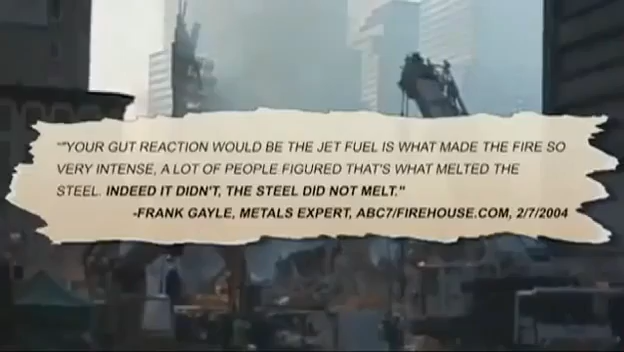 ""YOUR GUT REACTION WOULD BE THE JET FUEL IS WHAT MADE THE FIRE SO
VERY INTENSE, A LOT OF PEOPLE FIGURED THAT'S WHAT MELTED THE
STEEL. INDEED IT DIDN'T, THE STEEL DID NOT MELT."
-FRANK GAYLE, METALS EXPERT, ABC7/FIREHOUSE.COM, 2/7/2004